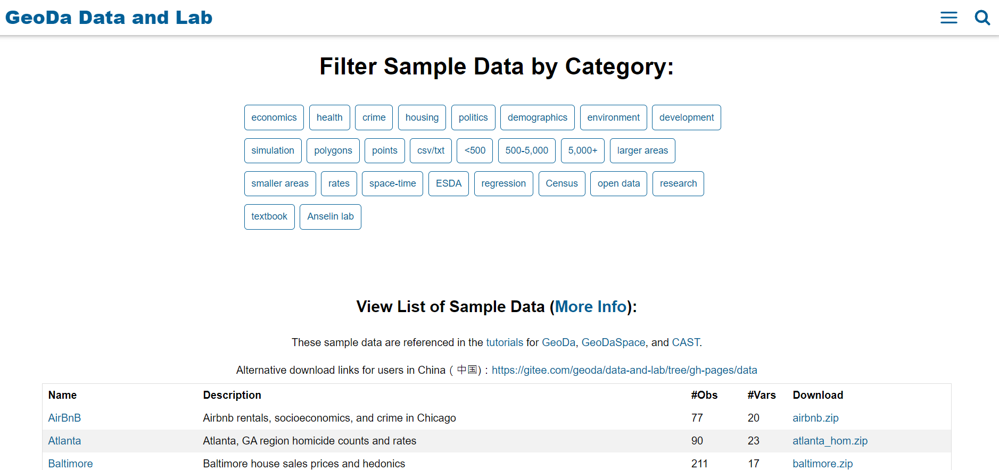 GeoDa Data and Lab
Filter Sample Data by Category:
economics health crime housing politics demographics environment development
simulation polygons points csv/txt <500 500-5,000 5,000+ larger areas
smaller areas rates space-time ESDA regression Census open data research
textbook Anselin lab
View List of Sample Data (More Info):
These sample data are referenced in the tutorials for GeoDa, GeoDaSpace, and CAST.
Alternative download links for users in China ( 中国) : https://gitee.com/geoda/data-and-lab/tree/gh-pages/data
Name Description #Obs #Vars Download
AirBnB Airbnb rentals, socioeconomics, and crime in Chicago 77 20 airbnb.zip
Atlanta Atlanta, GA region homicide counts and rates 90 23 atlanta_hom.zip
Baltimore Baltimore house sales prices and hedonics 211 17 baltimore.zip